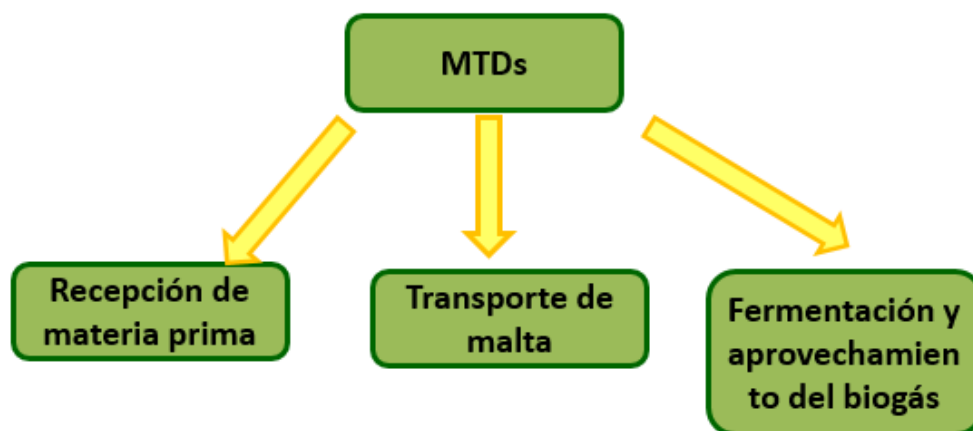 MTDs
Recepción de
materia prima
Transporte de
malta
Fermentación y
aprovechamien
to del biogás